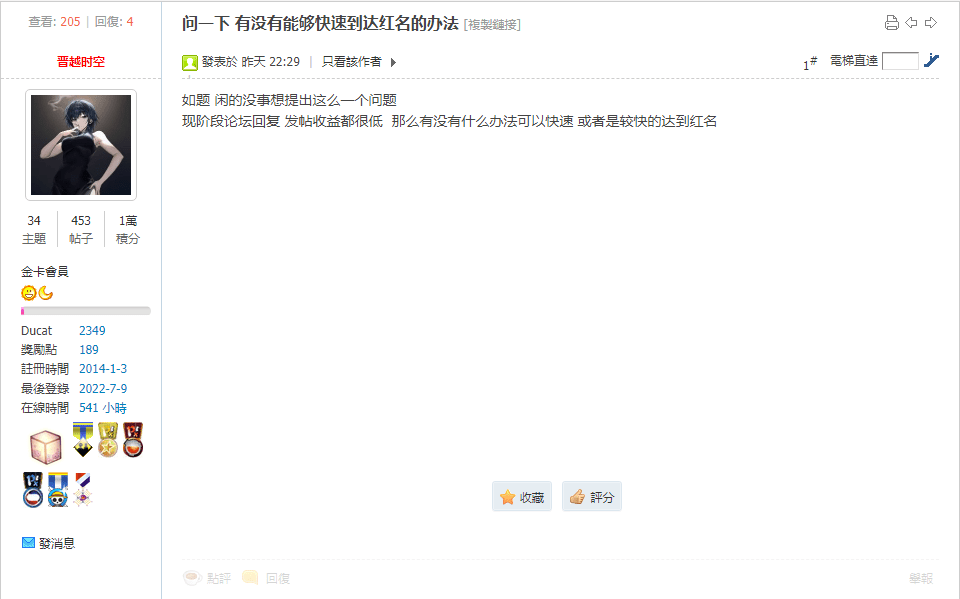 查看: 205 | 回復: 4
问一下 有没有能够快速到达红名的办法 [複製鏈接]
晋越时空
發表於 昨天 22:29 | 只看該作者
1# 電梯直達
如题 闲的没事想提出这么一个问题
现阶段论坛回复 发帖收益都很低 那么有没有什么办法可以快速 或者是较快的达到红名
34 453 1萬
主題 帖子 積分
金卡會員
Ducat 2349
獎勵點 189
註冊時間 2014-1-3
最後登錄 2022-7-9
在線時間 541 小時
收藏 評分
發消息
點評 回復 舉報